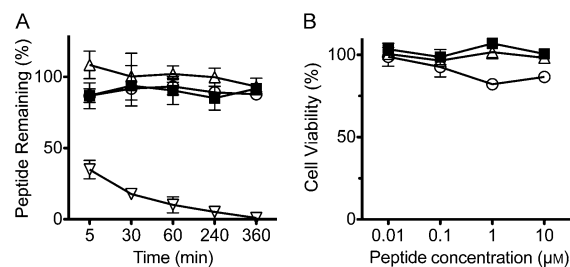 A
Peptide Remaining (%)
100
50
0
5 30 60 240 360
Time (min)
B
Cell Viability (%)
100
50
0
0.01 0.1 1 10
Peptide concentration (µM)